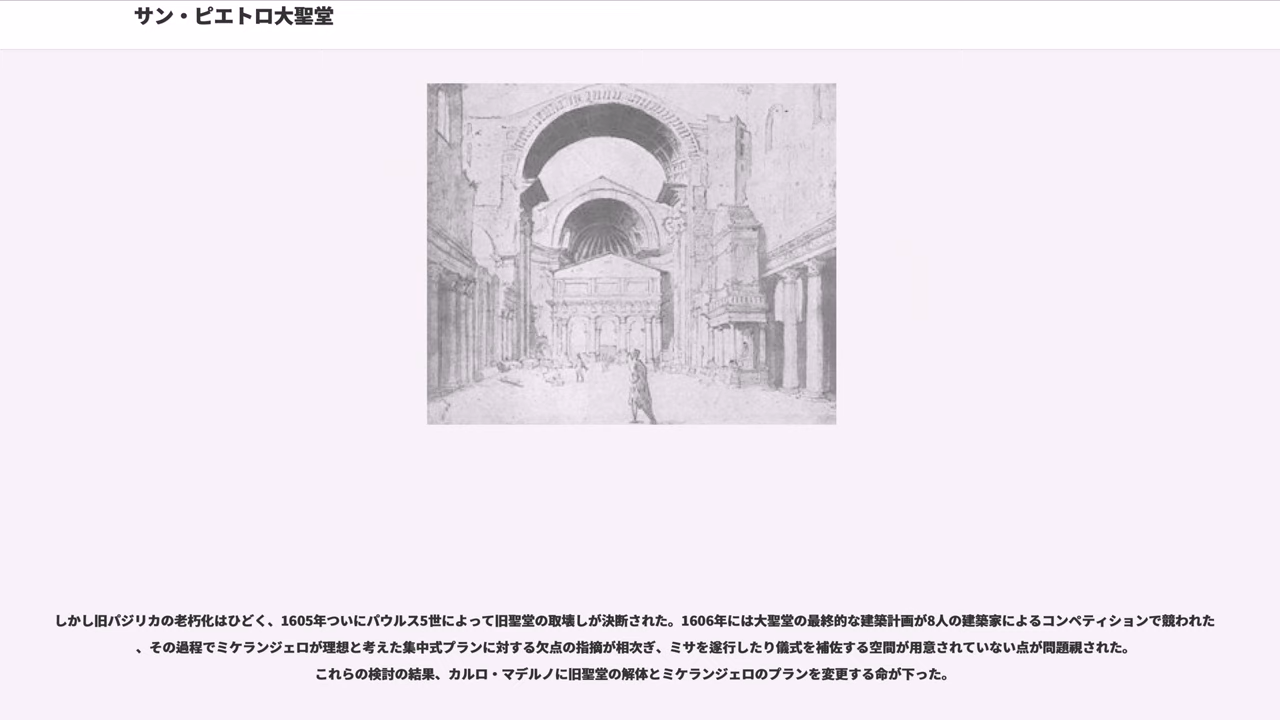 サン・ピエトロ大聖堂
しかし旧バジリカの老朽化はひどく、1605年ついにパウルス5世によって旧聖堂の取壊しが決断された。1606年には大聖堂の最終的な建築計画が8人の建築家によるコンペティションで競われた
、その過程でミケランジェロが理想と考えた集中式プランに対する欠点の指摘が相次ぎ、ミサを遂行したり儀式を補佐する空間が用意されていない点が問題視された。
これらの検討の結果、カルロ・マデルノに旧聖堂の解体とミケランジェロのプランを変更する命が下った。